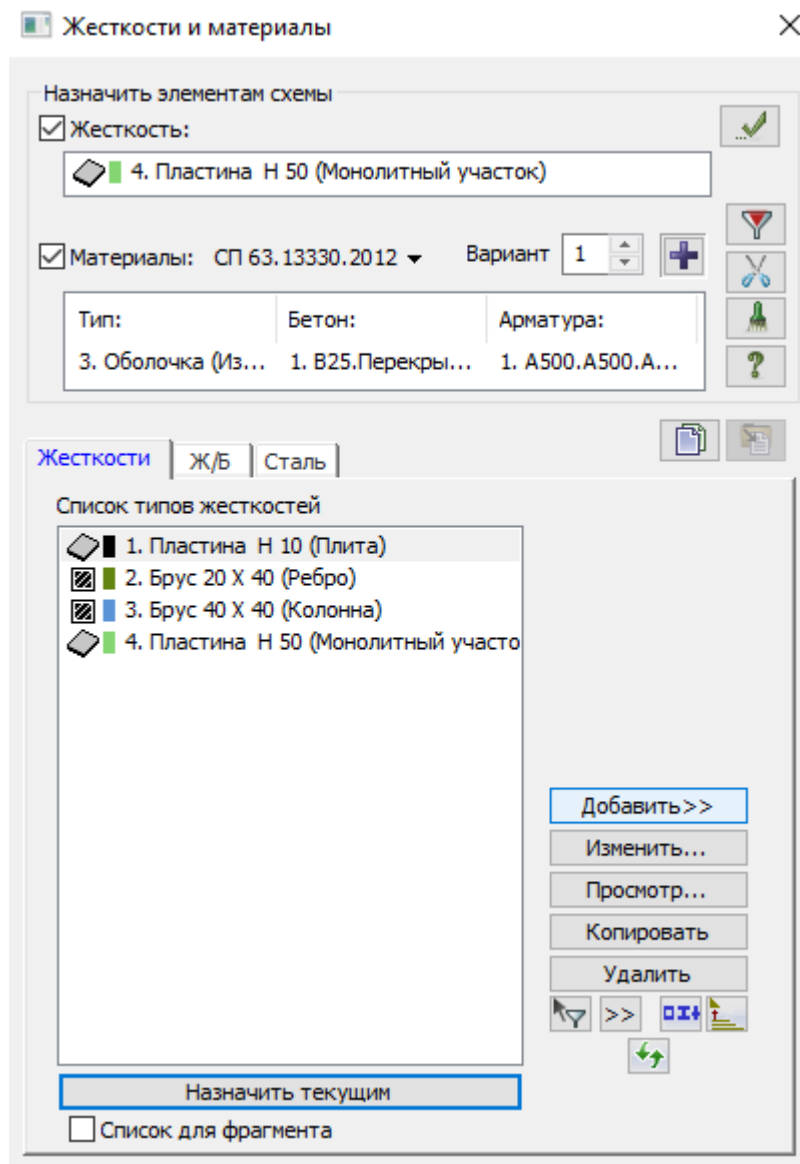 Жесткости и материалы
Назначить элементам схемы
Жесткость:
4. Пластина H 50 (Монолитный участок)
Материалы: СП 63.13330.2012 Вариант 1
Тип: Бетон: Арматура:
3. Оболочка (Из... 1. B25.Перекры... 1. A500.A500.A...
Жесткости Ж/Б Сталь
Список типов жесткостей
1. Пластина H 10 (Плита)
2. Брус 20 X 40 (Ребро)
3. Брус 40 X 40 (Колонна)
4. Пластина H 50 (Монолитный участо
Добавить>>
Изменить...
Просмотр...
Копировать
Удалить
>>
Назначить текущим
Список для фрагмента